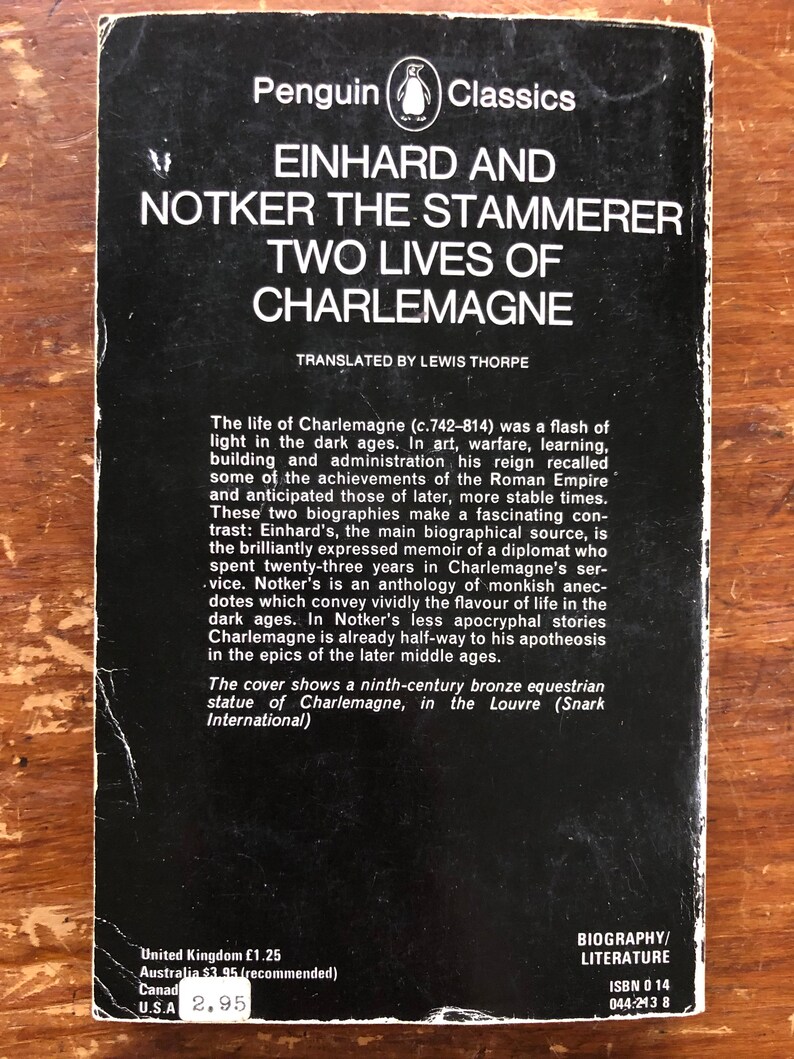 Penguin Classics
EINHARD AND
NOTKER THE STAMMERER
TWO LIVES OF
CHARLEMAGNE
TRANSLATED BY LEWIS THORPE
The life of Charlemagne (c.742–814) was a flash of
light in the dark ages. In art, warfare, learning,
building and administration his reign recalled
some of the achievements of the Roman Empire
and anticipated those of later, more stable times.
These two biographies make a fascinating con-
trast: Einhard's, the main biographical source, is
the brilliantly expressed memoir of a diplomat who
spent twenty-three years in Charlemagne's ser-
vice. Notker's is an anthology of monkish anec-
dotes which convey vividly the flavour of life in the
dark ages. In Notker's less apocryphal stories
Charlemagne is already half-way to his apotheosis
in the epics of the later middle ages.
The cover shows a ninth-century bronze equestrian
statue of Charlemagne, in the Louvre (Snark
International)
United Kingdom £1.25
Australia $3.95 (recommended)
Canad
U.S.A
2.95
BIOGRAPHY/
LITERATURE
ISBN 0 14
044.213 8